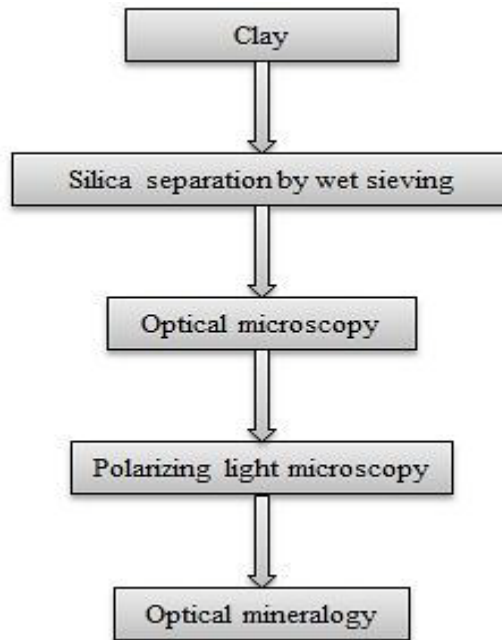 Clay
Silica separation by wet sieving
Optical microscopy
Polarizing light microscopy
Optical mineralogy